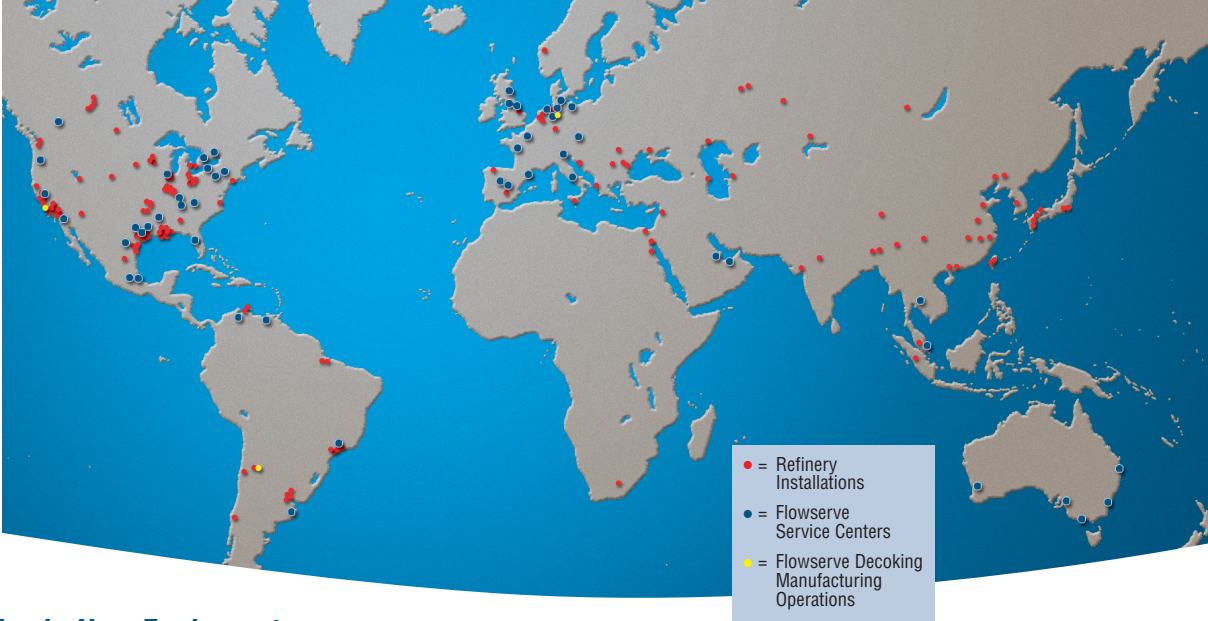 ● = Refinery
Installations
● = Flowserve
Service Centers
● = Flowserve Decoking
Manufacturing
Operations